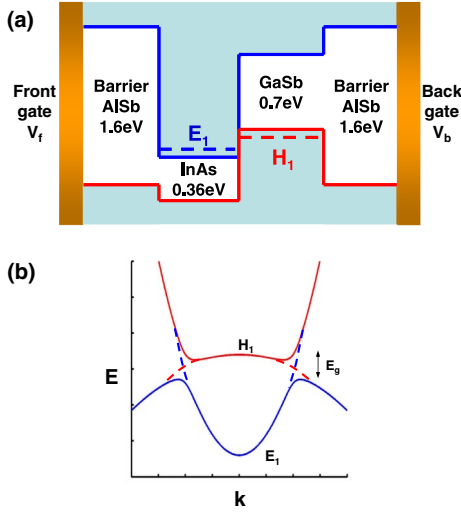 (a)
Front
gate
V_f
Barrier
AlSb
1.6eV
E_1
InAs
0.36eV
GaSb
0.7eV
H_1
Barrier
AlSb
1.6eV
Back
gate
V_b
(b)
E
H_1
E_g
E_1
k